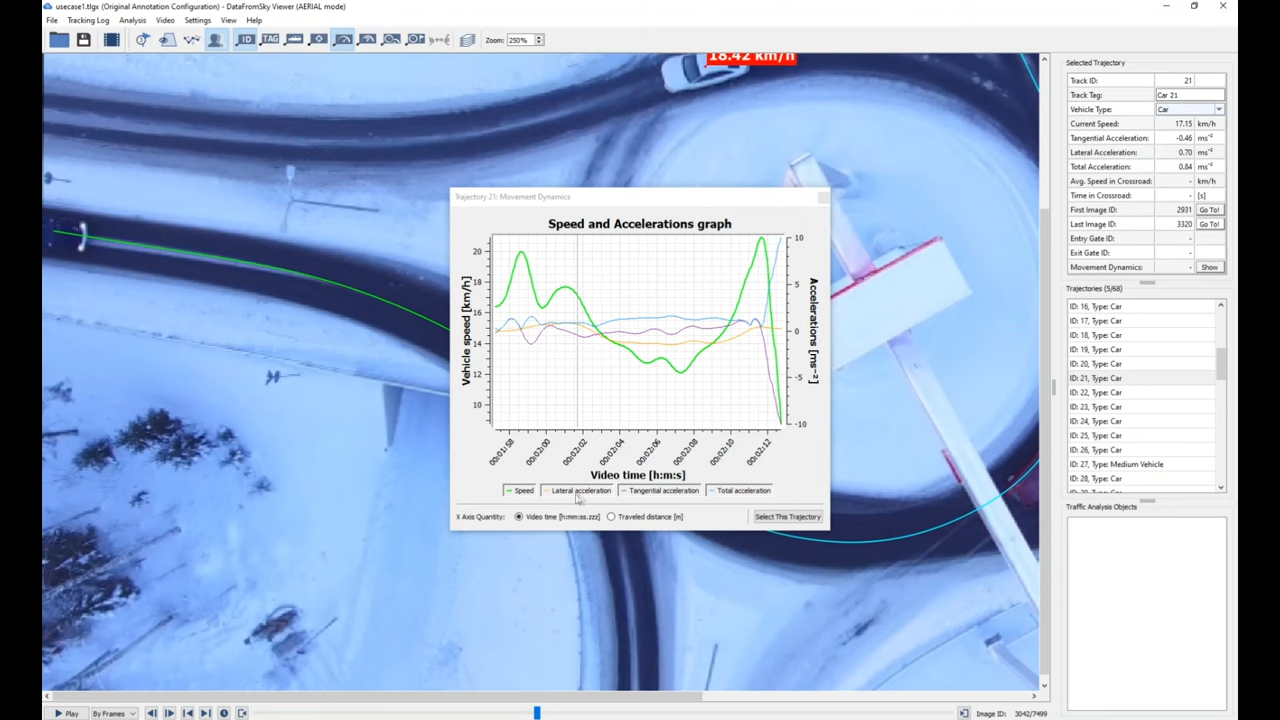 usecase1.tlgx (Original Annotation Configuration) - DataFromSky Viewer (AERIAL mode)
File Tracking Log Analysis Video Settings View Help
ID TAG Zoom: 250%
18.42 km/h
Selected Trajectory
Track ID: 21
Track Tag: Car 21
Vehicle Type: Car
Current Speed: 17.15 km/h
Tangential Acceleration: -0.46 ms⁻²
Lateral Acceleration: 0.70 ms⁻²
Total Acceleration: 0.84 ms⁻²
Avg. Speed in Crossroad: - km/h
Time in Crossroad: - [s]
First Image ID: 2931 Go To!
Last Image ID: 3320 Go To!
Entry Gate ID: -
Exit Gate ID: -
Movement Dynamics: - Show
Trajectories (5/68)
ID: 16, Type: Car
ID: 17, Type: Car
ID: 18, Type: Car
ID: 19, Type: Car
ID: 20, Type: Car
ID: 21, Type: Car
ID: 22, Type: Car
ID: 23, Type: Car
ID: 24, Type: Car
ID: 25, Type: Car
ID: 26, Type: Car
ID: 27, Type: Medium Vehicle
ID: 28, Type: Car
Traffic Analysis Objects
Trajectory 21: Movement Dynamics
Speed and Accelerations graph
Vehicle speed [km/h]
20
18
16
14
12
10
Accelerations [ms⁻²]
10
5
0
-5
-10
00:01:58 00:02:00 00:02:02 00:02:04 00:02:06 00:02:08 00:02:10 00:02:12
Video time [h:m:s]
Speed Lateral acceleration Tangential acceleration Total acceleration
X Axis Quantity: Video time [h:mm:ss.zzz] Traveled distance [m] Select This Trajectory
Play By Frames Image ID: 3042/7499